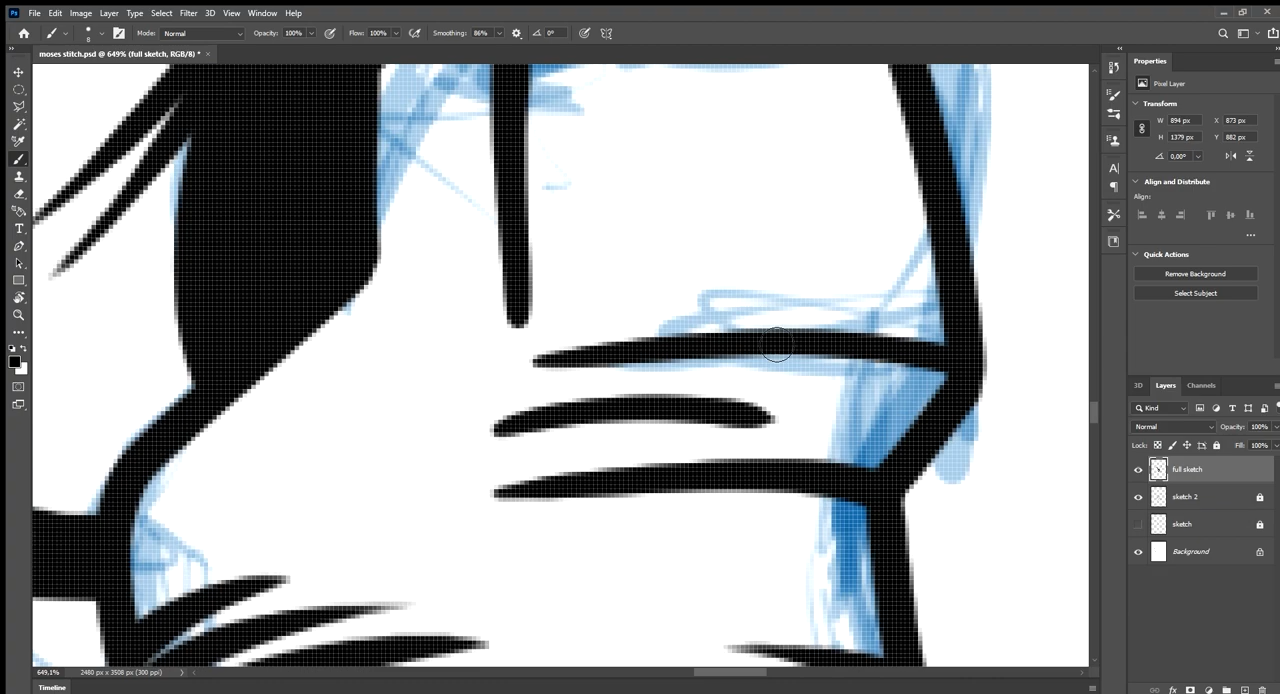 Ps File Edit Image Layer Type Select Filter 3D View Window Help
8 Mode: Normal Opacity: 100% Flow: 100% Smoothing: 86% 0°
moses stitch.psd @ 649% (full sketch, RGB/8) * ×
Properties
Pixel Layer
Transform
W 894 px X 873 px
H 1379 px Y 882 px
0,00°
Align and Distribute
Align:
Quick Actions
Remove Background
Select Subject
3D Layers Channels
Kind
Normal Opacity: 100%
Lock: Fill: 100%
full sketch
sketch 2
sketch
Background
649,1% 2480 px x 3508 px (300 ppi)
Timeline
fx